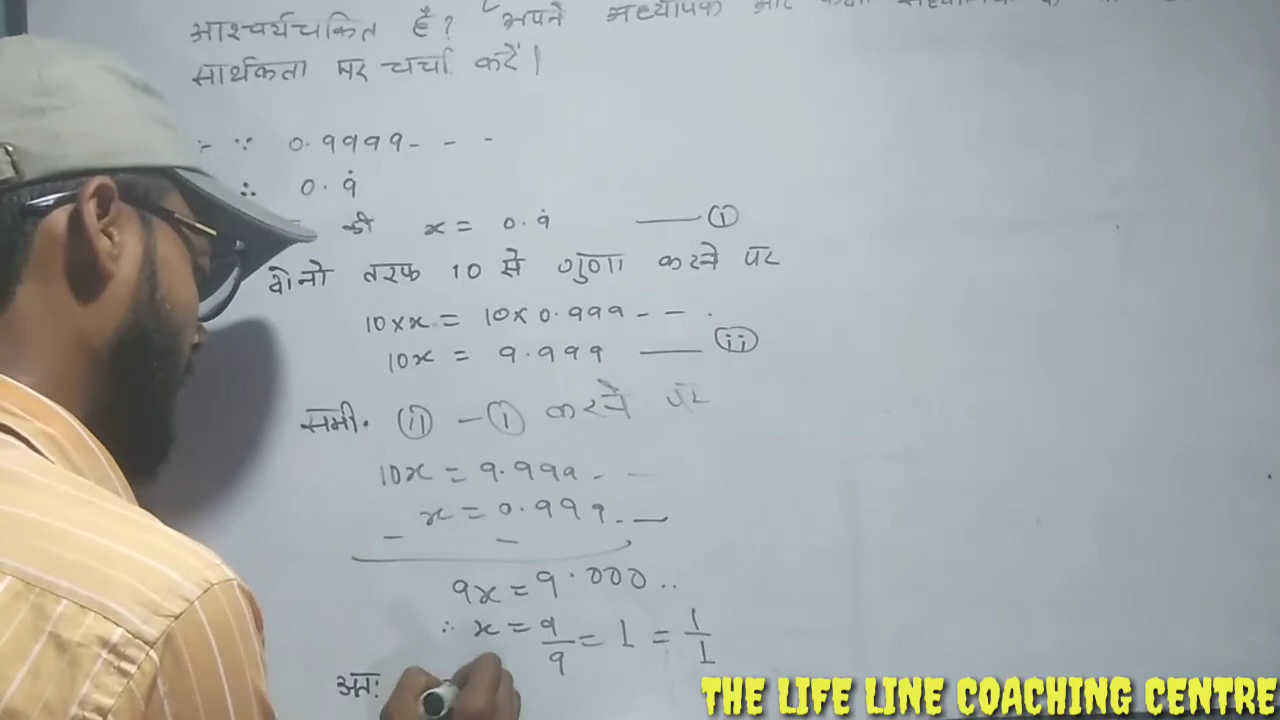 आश्चर्यचकित है? अपने अध्यापक और
सार्थकता पर चर्चा करें।
∵ 0.9999- - -
∴ 0.9̇
की x = 0.9̇ —— (i)
दोनो तरफ 10 से गुणा करने पर
10×x = 10×0.999- - .
10x = 9.999 —— (ii)
समी. (ii) - (i) करने पर
10x = 9.999- -
x = 0.999- -
- -
9x = 9.000..
∴ x = 9/9 = 1 = 1/1
अतः
THE LIFE LINE COACHING CENTRE